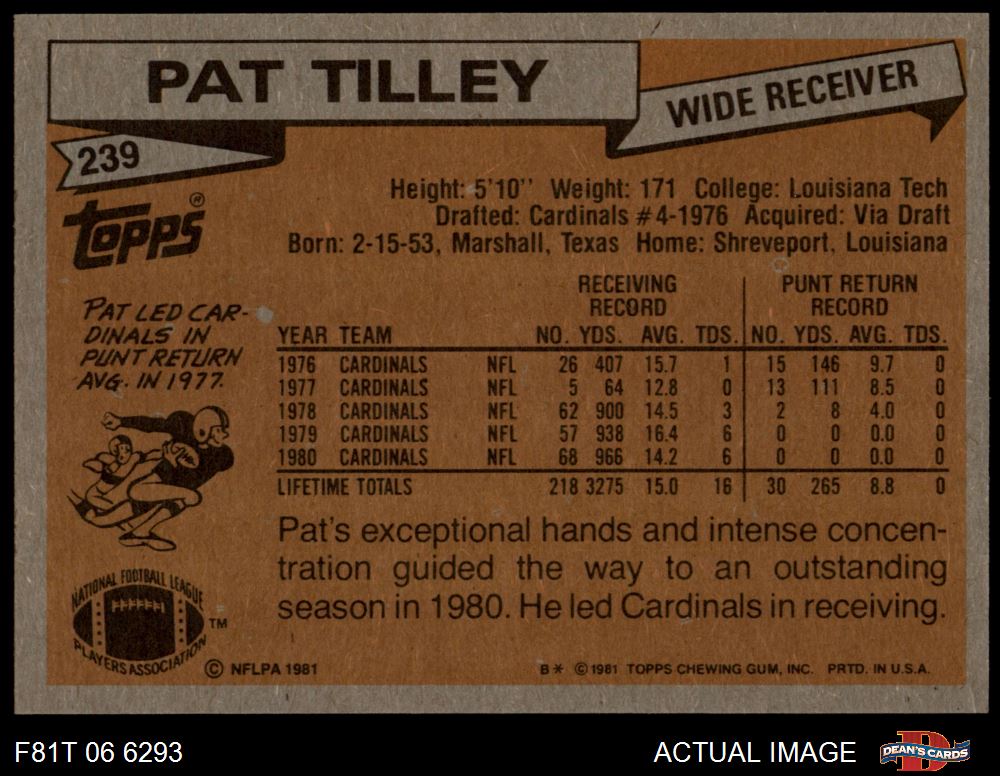 PAT TILLEY
WIDE RECEIVER
239
TOPPS®
Height: 5'10'' Weight: 171 College: Louisiana Tech
Drafted: Cardinals #4-1976 Acquired: Via Draft
Born: 2-15-53, Marshall, Texas Home: Shreveport, Louisiana
PAT LED CAR-
DINALS IN
PUNT RETURN
AVG. IN 1977.
RECEIVING RECORD PUNT RETURN RECORD
YEAR TEAM NO. YDS. AVG. TDS. NO. YDS. AVG. TDS.
1976 CARDINALS NFL 26 407 15.7 1 15 146 9.7 0
1977 CARDINALS NFL 5 64 12.8 0 13 111 8.5 0
1978 CARDINALS NFL 62 900 14.5 3 2 8 4.0 0
1979 CARDINALS NFL 57 938 16.4 6 0 0 0.0 0
1980 CARDINALS NFL 68 966 14.2 6 0 0 0.0 0
LIFETIME TOTALS 218 3275 15.0 16 30 265 8.8 0
Pat's exceptional hands and intense concen-
tration guided the way to an outstanding
season in 1980. He led Cardinals in receiving.
NATIONAL FOOTBALL LEAGUE
PLAYERS ASSOCIATION TM
© NFLPA 1981
B* ©1981 TOPPS CHEWING GUM, INC. PRTD. IN U.S.A.
F81T 06 6293
ACTUAL IMAGE
D
DEAN'S CARDS